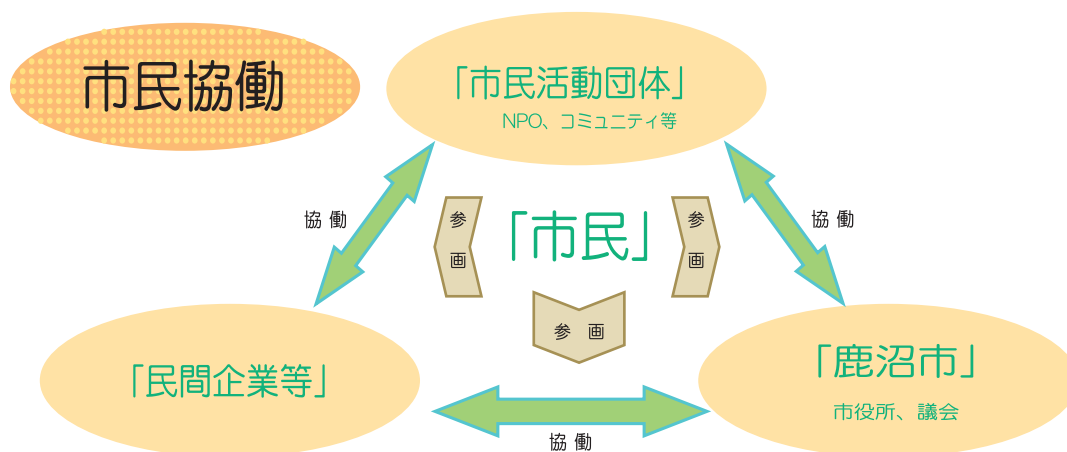 市民協働
「市民活動団体」
NPO、コミュニティ等
協働
協働
参画
「市民」
参画
参画
「民間企業等」
「鹿沼市」
市役所、議会
協働